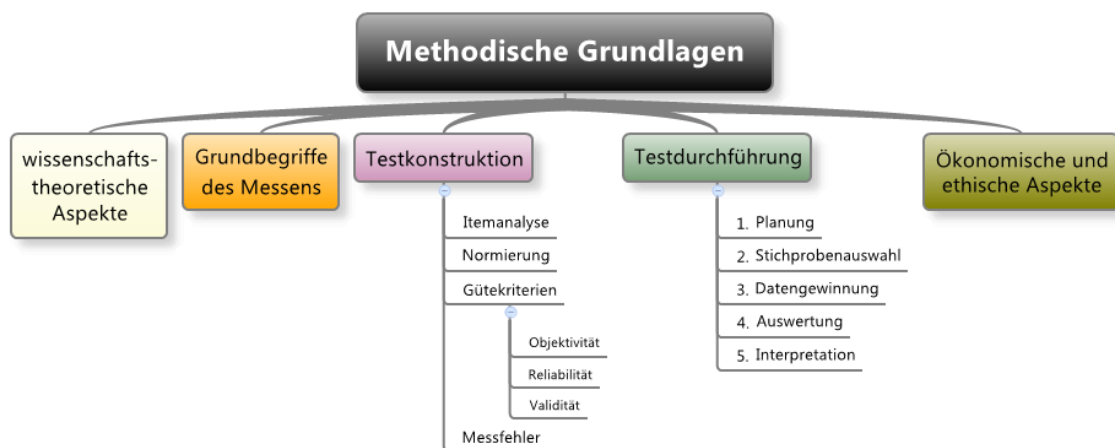 Methodische Grundlagen
wissenschafts-
theoretische
Aspekte
Grundbegriffe
des Messens
Testkonstruktion
Itemanalyse
Normierung
Gütekriterien
Objektivität
Reliabilität
Validität
Messfehler
Testdurchführung
1. Planung
2. Stichprobenauswahl
3. Datengewinnung
4. Auswertung
5. Interpretation
Ökonomische und
ethische Aspekte